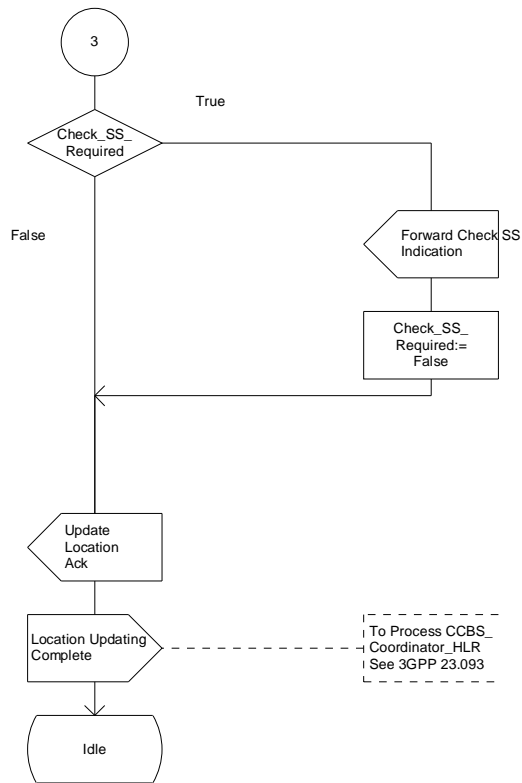 3
True
Check_SS_
Required
False
Forward Check SS
Indication
Check_SS_
Required:=
False
Update
Location
Ack
Location Updating
Complete
To Process CCBS_
Coordinator_HLR
See 3GPP 23.093
Idle